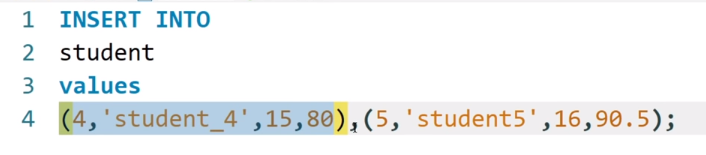 1 INSERT INTO
2 student
3 values
4 (4,'student_4',15,80),(5,'student5',16,90.5);